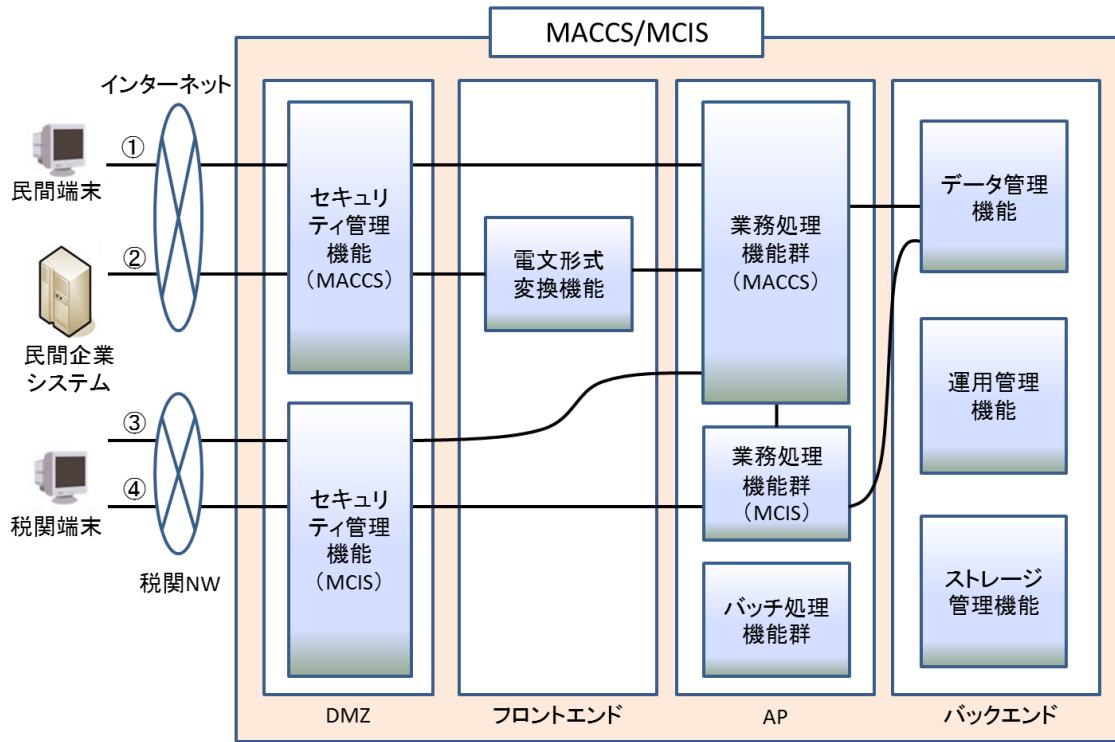 MACCS/MCIS
インターネット
①
民間端末
②
民間企業
システム
③
④
税関端末
税関NW
セキュリ
ティ管理
機能
（MACCS）
セキュリ
ティ管理
機能
（MCIS）
DMZ
電文形式
変換機能
フロントエンド
業務処理
機能群
（MACCS）
業務処理
機能群
（MCIS）
バッチ処理
機能群
AP
データ管理
機能
運用管理
機能
ストレージ
管理機能
バックエンド